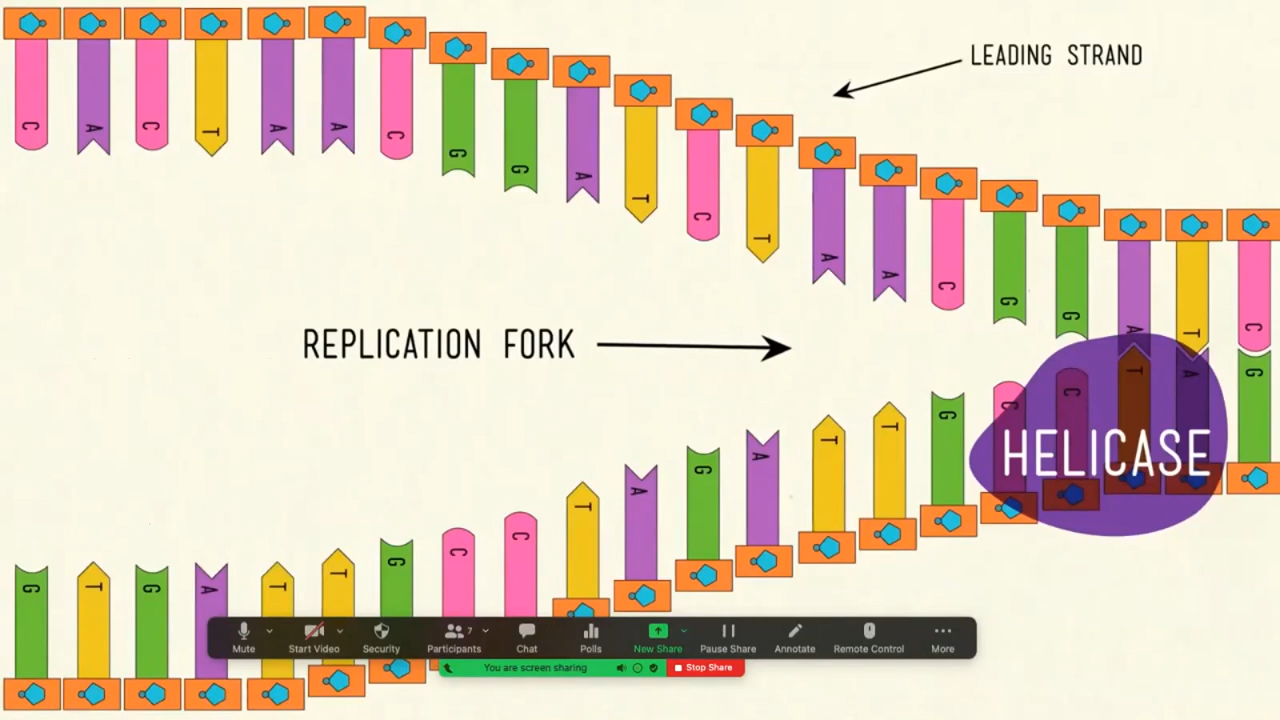 LEADING STRAND
C A C T A A C G G A T C T A A C G G A T C
REPLICATION FORK
G T G A T T G C C T A G A T T G C C T A G
HELICASE
Mute Start Video Security Participants 7 Chat Polls New Share Pause Share Annotate Remote Control More
You are screen sharing Stop Share